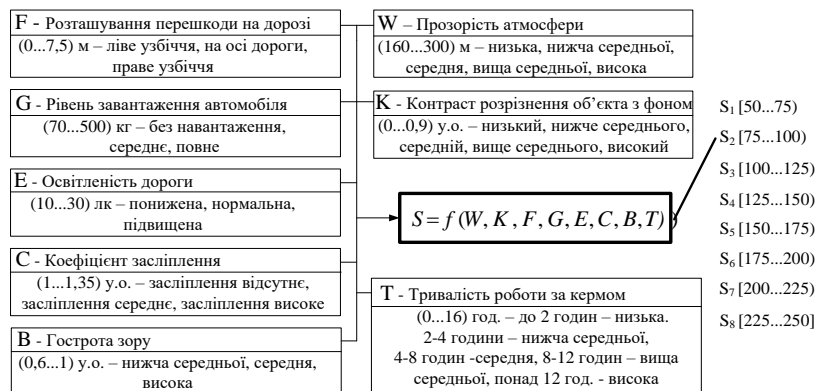 F - Розташування перешкоди на дорозі
(0...7,5) м – ліве узбіччя, на осі дороги,
праве узбіччя
G - Рівень завантаження автомобіля
(70...500) кг – без навантаження,
середнє, повне
E - Освітленість дороги
(10...30) лк – понижена, нормальна,
підвищена
C - Коефіцієнт засліплення
(1...1,35) у.о. – засліплення відсутнє,
засліплення середнє, засліплення високе
B - Гострота зору
(0,6...1) у.о. – нижча середньої, середня,
висока
W – Прозорість атмосфери
(160...300) м – низька, нижча середньої,
середня, вища середньої, висока
K - Контраст розрізнення об’єкта з фоном
(0...0,9) у.о. – низький, нижче середнього,
середній, вище середнього, високий
S = f (W, K, F, G, E, C, B, T) )
T - Тривалість роботи за кермом
(0...16) год. – до 2 годин – низька.
2-4 години – нижча середньої,
4-8 годин -середня, 8-12 годин – вища
середньої, понад 12 год. - висока
S₁ [50...75)
S₂ [75...100)
S₃ [100...125)
S₄ [125...150)
S₅ [150...175)
S₆ [175...200)
S₇ [200...225)
S₈ [225...250]